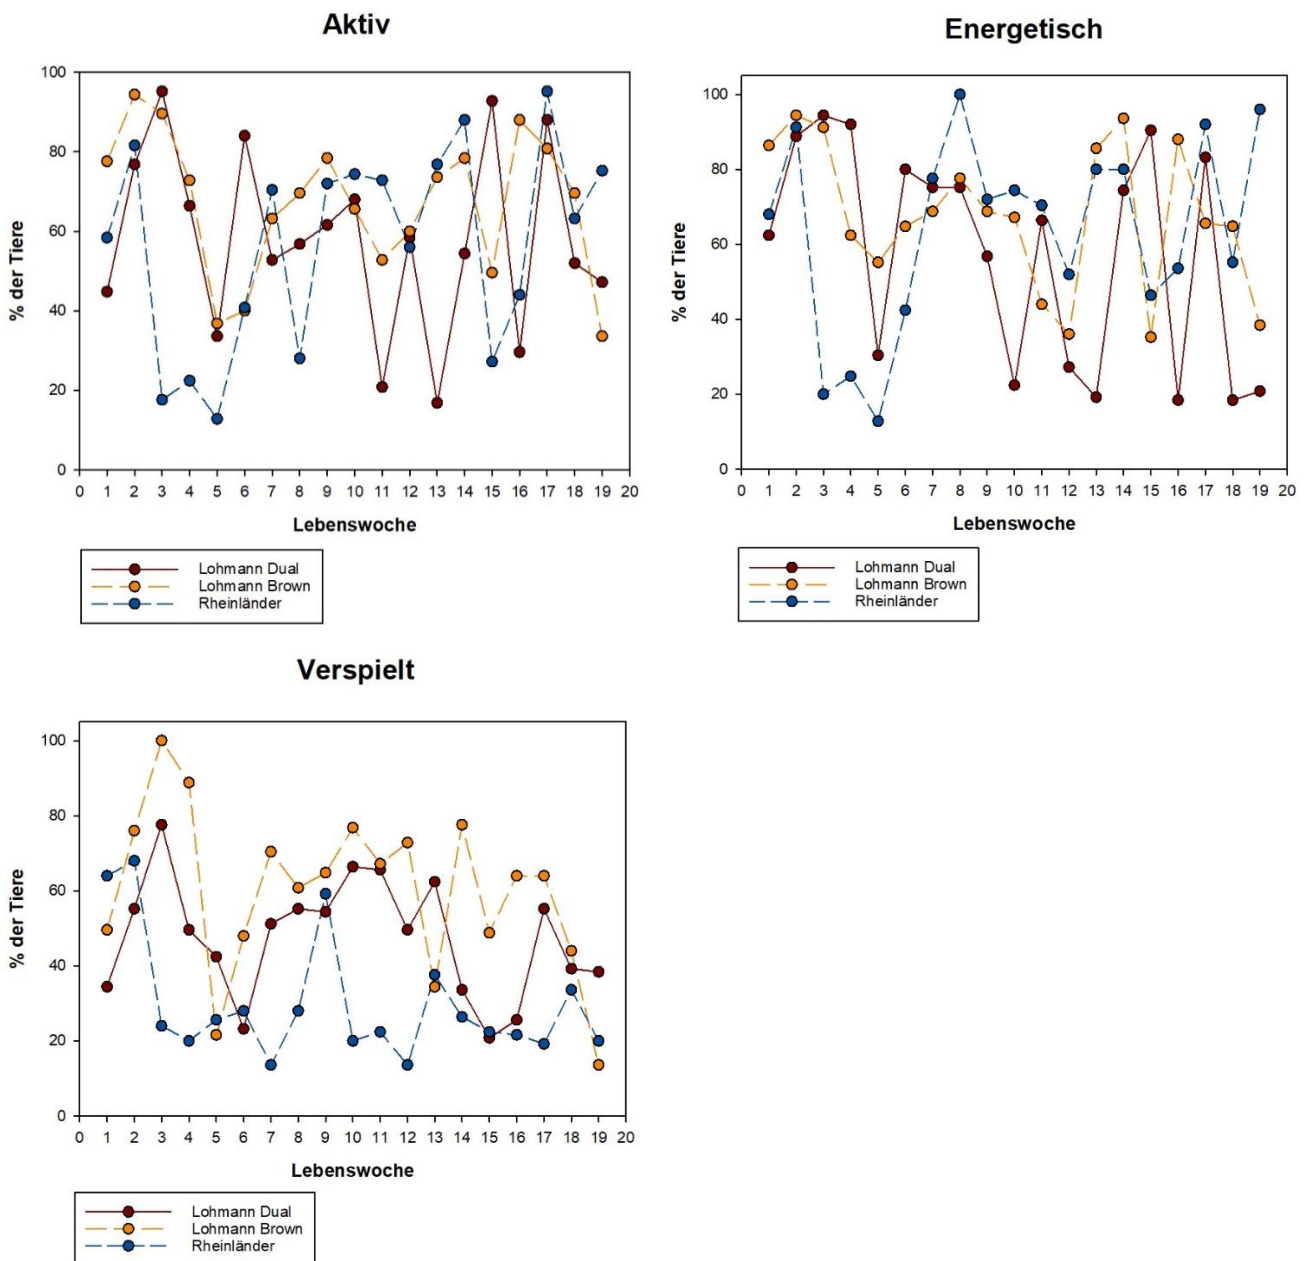 Aktiv
100
80
60
40
20
0
% der Tiere
0 1 2 3 4 5 6 7 8 9 10 11 12 13 14 15 16 17 18 19 20
Lebenswoche
Lohmann Dual
Lohmann Brown
Rheinländer
Energetisch
100
80
60
40
20
0
% der Tiere
0 1 2 3 4 5 6 7 8 9 10 11 12 13 14 15 16 17 18 19 20
Lebenswoche
Lohmann Dual
Lohmann Brown
Rheinländer
Verspielt
100
80
60
40
20
0
% der Tiere
0 1 2 3 4 5 6 7 8 9 10 11 12 13 14 15 16 17 18 19 20
Lebenswoche
Lohmann Dual
Lohmann Brown
Rheinländer